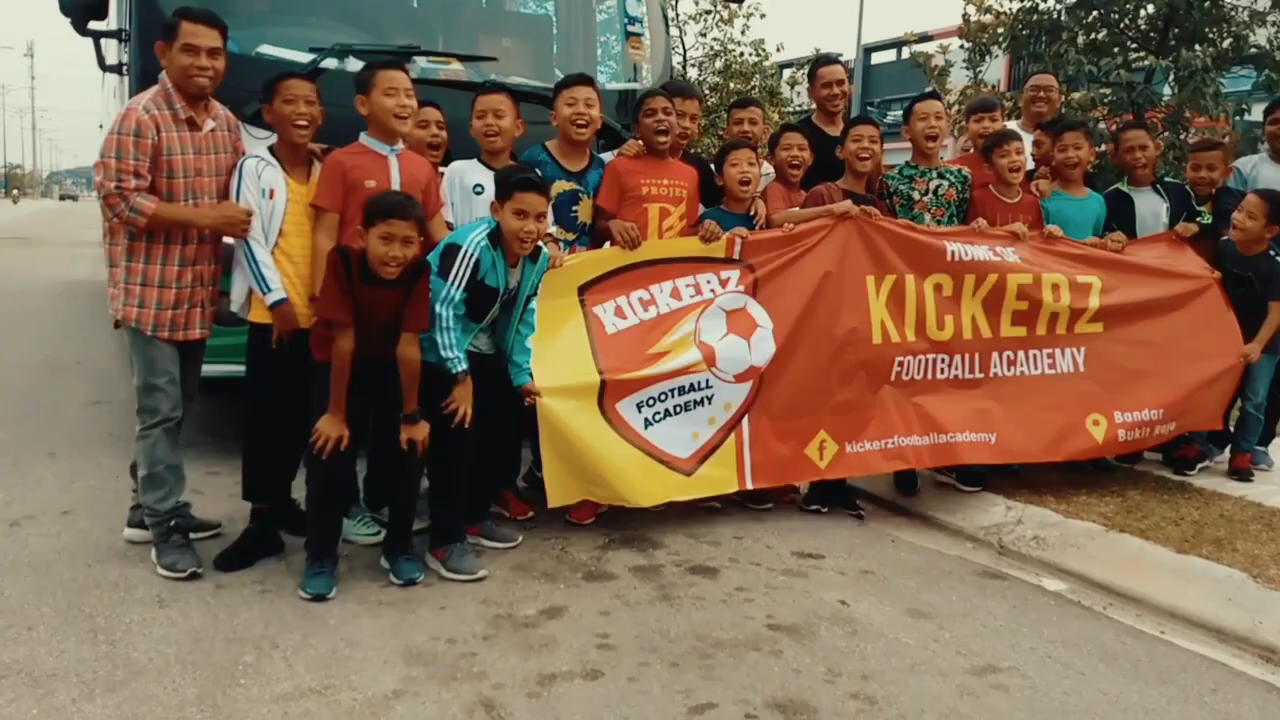 PROJEK
KICKERZ
FOOTBALL
ACADEMY
HOME OF
KICKERZ
FOOTBALL ACADEMY
f kickerzfootballacademy
Bandar
Bukit Raja